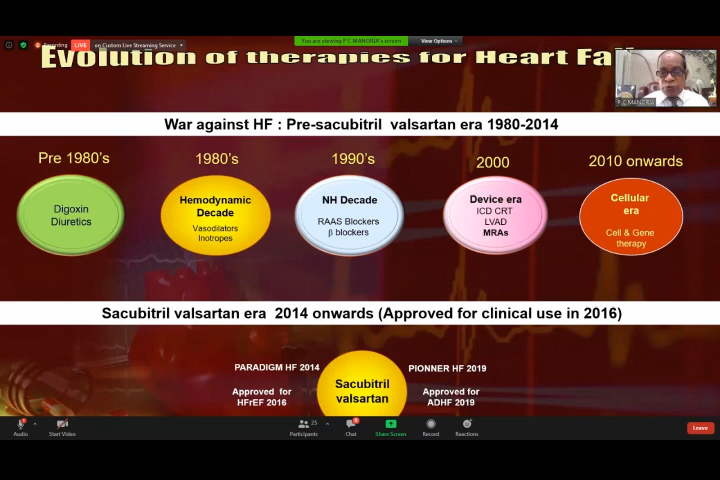 Recording
LIVE
on Custom Live Streaming Service
You are viewing P C MANORIA's screen
View Options
Evolution of therapies for Heart
P C MANORIA
War against HF : Pre-sacubitril valsartan era 1980-2014
Pre 1980's
1980's
1990's
2000
2010 onwards
Digoxin
Diuretics
Hemodynamic
Decade
Vasodilators
Inotropes
NH Decade
RAAS Blockers
β blockers
Device era
ICD CRT
LVAD
MRAs
Cellular
era
Cell & Gene
therapy
Sacubitril valsartan era 2014 onwards (Approved for clinical use in 2016)
PARADIGM HF 2014
Approved for
HFrEF 2016
Sacubitril
valsartan
PIONNER HF 2019
Approved for
ADHF 2019
Audio
Start Video
25
Participants
Chat
Share Screen
Record
Reactions
Leave